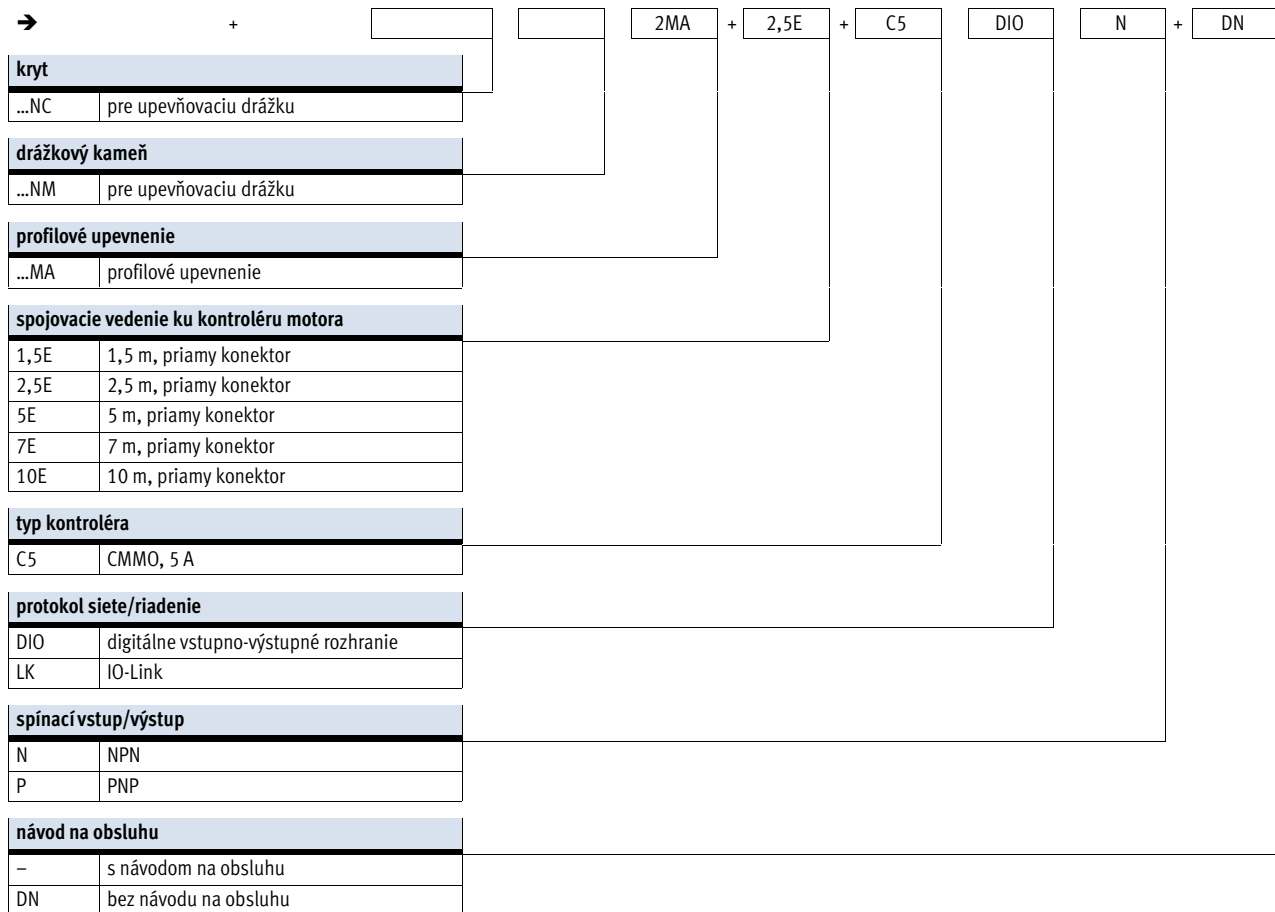 ➔ + 2MA + 2,5E + C5 DIO N + DN
kryt
…NC pre upevňovaciu drážku
drážkový kameň
…NM pre upevňovaciu drážku
profilové upevnenie
…MA profilové upevnenie
spojovacie vedenie ku kontroléru motora
1,5E 1,5 m, priamy konektor
2,5E 2,5 m, priamy konektor
5E 5 m, priamy konektor
7E 7 m, priamy konektor
10E 10 m, priamy konektor
typ kontroléra
C5 CMMO, 5 A
protokol siete/riadenie
DIO digitálne vstupno-výstupné rozhranie
LK IO-Link
spínací vstup/výstup
N NPN
P PNP
návod na obsluhu
– s návodom na obsluhu
DN bez návodu na obsluhu